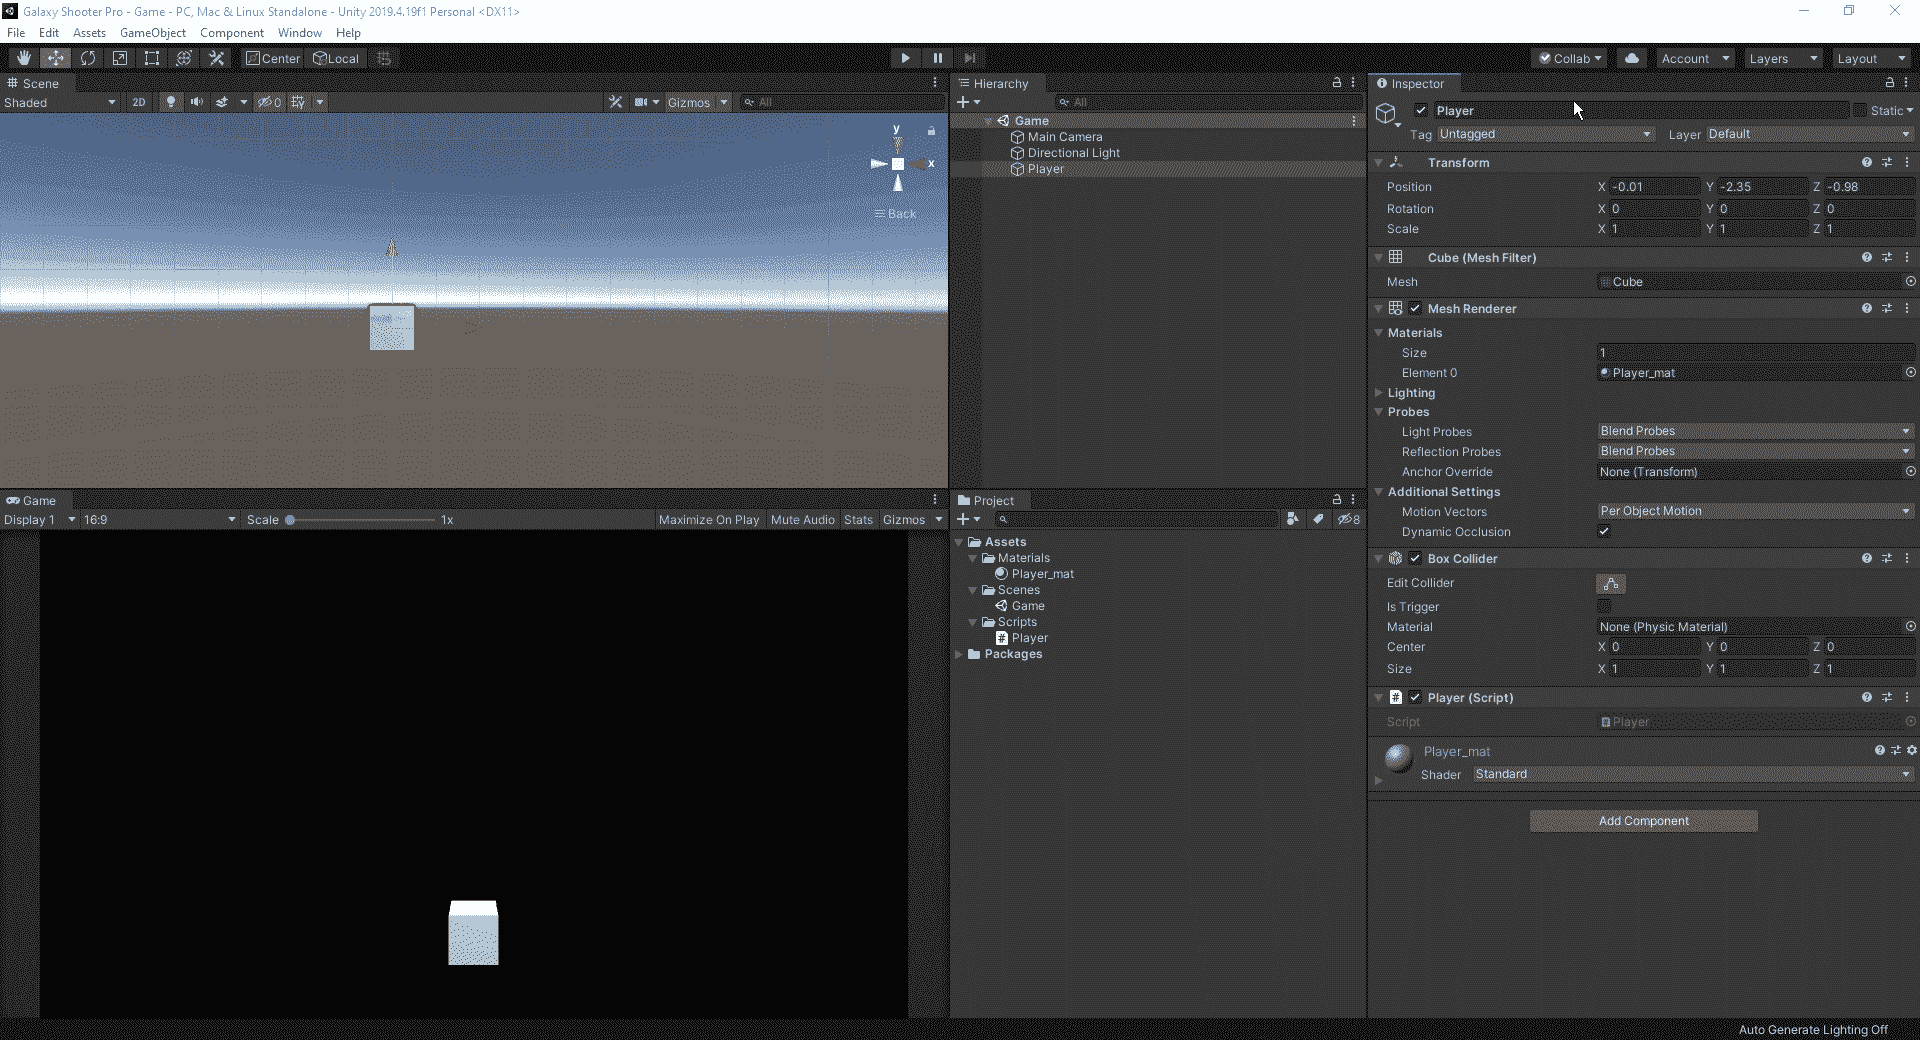 Galaxy Shooter Pro - Game - PC, Mac & Linux Standalone - Unity 2019.4.19f1 Personal <DX11>
File Edit Assets GameObject Component Window Help
Center Local Collab Account Layers Layout
Scene
Shaded 2D 0 Gizmos All
y
x
Back
Game
Display 1 16:9 Scale 1x Maximize On Play Mute Audio Stats Gizmos
Hierarchy
All
Game
Main Camera
Directional Light
Player
Project
8
Assets
Materials
Player_mat
Scenes
Game
Scripts
Player
Packages
Inspector
Player Static
Tag Untagged Layer Default
Transform
Position X -0.01 Y -2.35 Z -0.98
Rotation X 0 Y 0 Z 0
Scale X 1 Y 1 Z 1
Cube (Mesh Filter)
Mesh Cube
Mesh Renderer
Materials
Size 1
Element 0 Player_mat
Lighting
Probes
Light Probes Blend Probes
Reflection Probes Blend Probes
Anchor Override None (Transform)
Additional Settings
Motion Vectors Per Object Motion
Dynamic Occlusion
Box Collider
Edit Collider
Is Trigger
Material None (Physic Material)
Center X 0 Y 0 Z 0
Size X 1 Y 1 Z 1
# Player (Script)
Script Player
Player_mat
Shader Standard
Add Component
Auto Generate Lighting Off